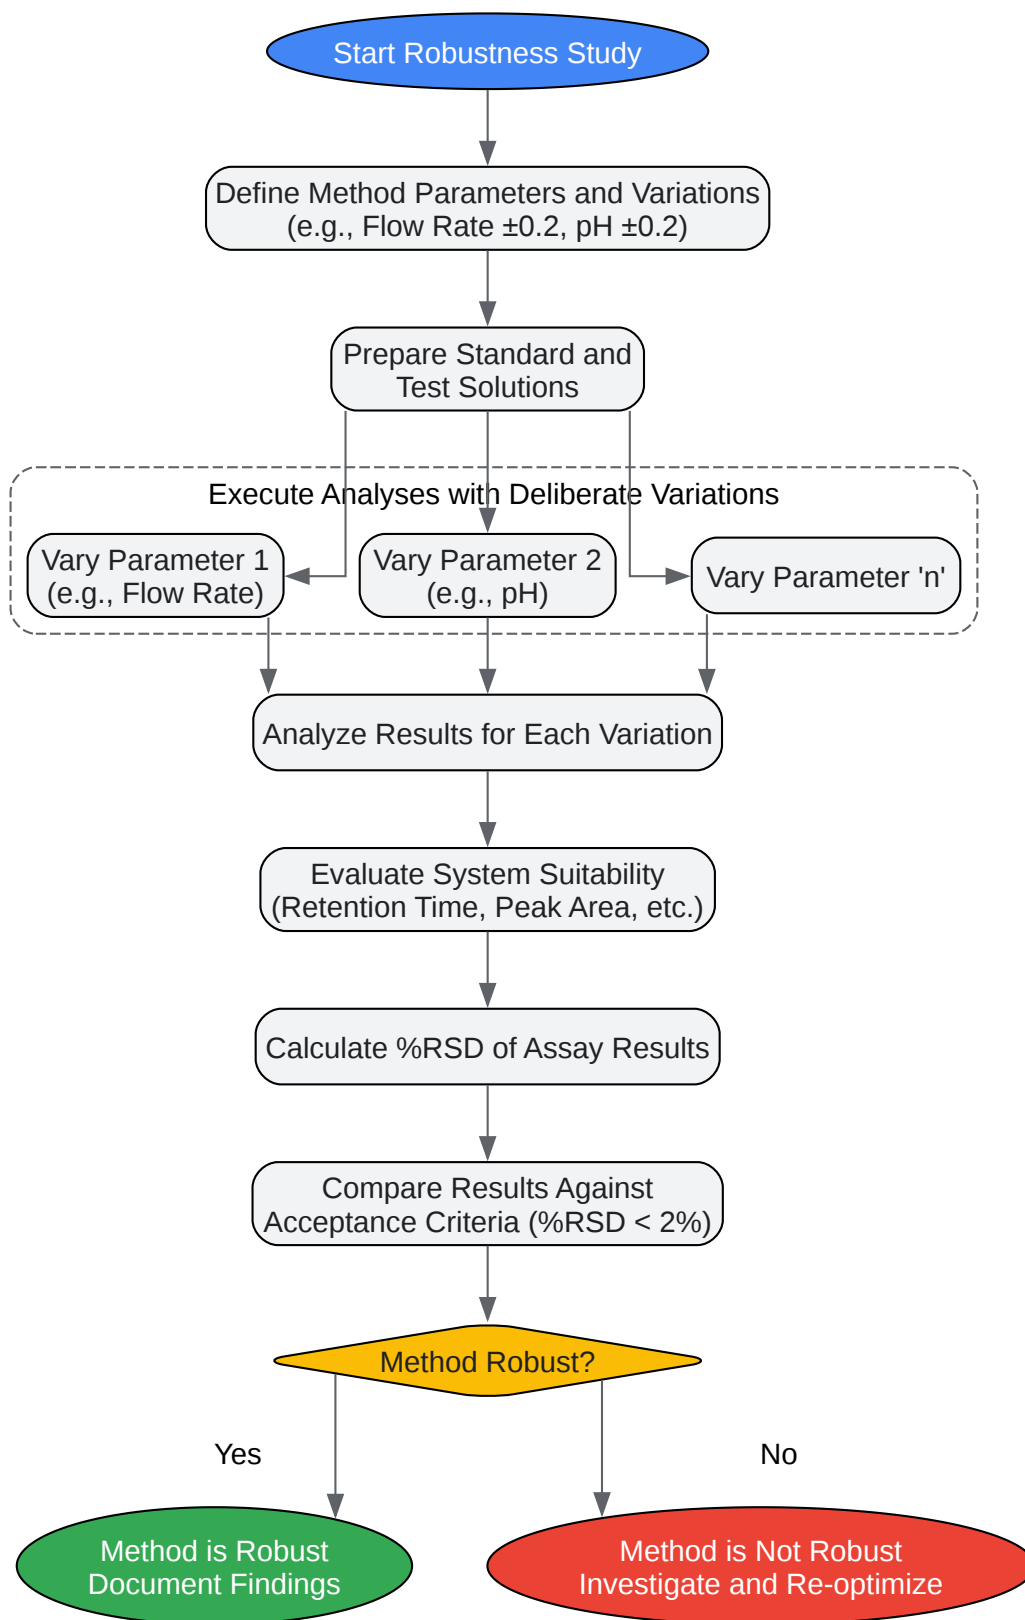 Start Robustness Study
Define Method Parameters and Variations
(e.g., Flow Rate ±0.2, pH ±0.2)
Prepare Standard and
Test Solutions
Execute Analyses with Deliberate Variations
Vary Parameter 1
(e.g., Flow Rate)
Vary Parameter 2
(e.g., pH)
Vary Parameter 'n'
Analyze Results for Each Variation
Evaluate System Suitability
(Retention Time, Peak Area, etc.)
Calculate %RSD of Assay Results
Compare Results Against
Acceptance Criteria (%RSD < 2%)
Method Robust?
Yes
No
Method is Robust
Document Findings
Method is Not Robust
Investigate and Re-optimize